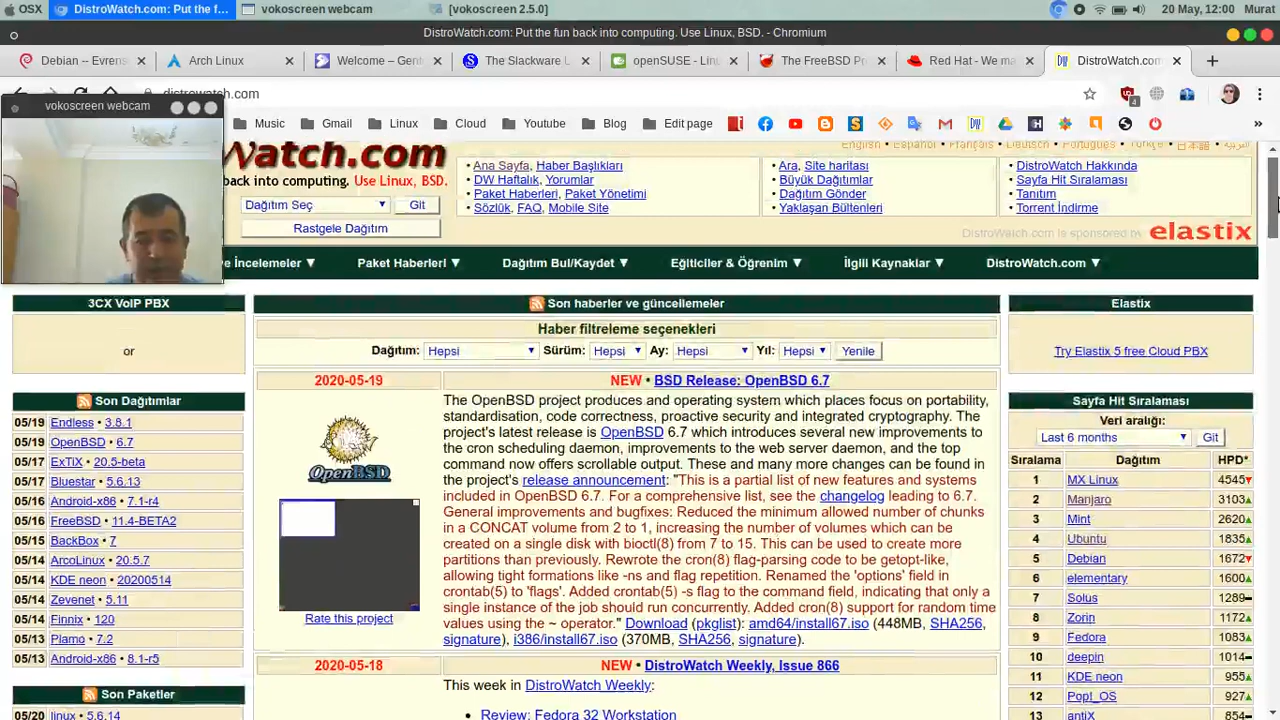 OSX
DistroWatch.com: Put the f...
vokoscreen webcam
[vokoscreen 2.5.0]
20 May, 12:00
Murat
DistroWatch.com: Put the fun back into computing. Use Linux, BSD. - Chromium
Debian -- Evrens
Arch Linux
Welcome – Gent
The Slackware L
openSUSE - Linu
The FreeBSD Pr
Red Hat - We ma
DistroWatch.com
vokoscreen webcam
distrowatch.com
4
Music
Gmail
Linux
Cloud
Youtube
Blog
Edit page
»
Watch.com
back into computing. Use Linux, BSD.
Dağıtım Seç
Git
Rastgele Dağıtım
• Ana Sayfa, Haber Başlıkları
• DW Haftalık, Yorumlar
• Paket Haberleri, Paket Yönetimi
• Sözlük, FAQ, Mobile Site
• Ara, Site haritası
• Büyük Dağıtımlar
• Dağıtım Gönder
• Yaklaşan Bültenleri
• DistroWatch Hakkında
• Sayfa Hit Sıralaması
• Tanıtım
• Torrent İndirme
DistroWatch.com is sponsored by elastix
ve İncelemeler ▼
Paket Haberleri ▼
Dağıtım Bul/Kaydet ▼
Eğiticiler & Öğrenim ▼
İlgili Kaynaklar ▼
DistroWatch.com ▼
3CX VoIP PBX
or
Son Dağıtımlar
05/19 Endless • 3.8.1
05/19 OpenBSD • 6.7
05/17 ExTiX • 20.5-beta
05/17 Bluestar • 5.6.13
05/16 Android-x86 • 7.1-r4
05/16 FreeBSD • 11.4-BETA2
05/15 BackBox • 7
05/14 ArcoLinux • 20.5.7
05/14 KDE neon • 20200514
05/14 Zevenet • 5.11
05/14 Finnix • 120
05/13 Plamo • 7.2
05/13 Android-x86 • 8.1-r5
Son Paketler
05/20 linux • 5.6.14
Son haberler ve güncellemeler
Haber filtreleme seçenekleri
Dağıtım: Hepsi Sürüm: Hepsi Ay: Hepsi Yıl: Hepsi Yenile
2020-05-19
NEW • BSD Release: OpenBSD 6.7
OpenBSD
Rate this project
The OpenBSD project produces and operating system which places focus on portability,
standardisation, code correctness, proactive security and integrated cryptography. The
project's latest release is OpenBSD 6.7 which introduces several new improvements to
the cron scheduling daemon, improvements to the web server daemon, and the top
command now offers scrollable output. These and many more changes can be found in
the project's release announcement: "This is a partial list of new features and systems
included in OpenBSD 6.7. For a comprehensive list, see the changelog leading to 6.7.
General improvements and bugfixes: Reduced the minimum allowed number of chunks
in a CONCAT volume from 2 to 1, increasing the number of volumes which can be
created on a single disk with bioctl(8) from 7 to 15. This can be used to create more
partitions than previously. Rewrote the cron(8) flag-parsing code to be getopt-like,
allowing tight formations like -ns and flag repetition. Renamed the 'options' field in
crontab(5) to 'flags'. Added crontab(5) -s flag to the command field, indicating that only a
single instance of the job should run concurrently. Added cron(8) support for random time
values using the ~ operator." Download (pkglist): amd64/install67.iso (448MB, SHA256,
signature), i386/install67.iso (370MB, SHA256, signature).
2020-05-18
NEW • DistroWatch Weekly, Issue 866
This week in DistroWatch Weekly:
• Review: Fedora 32 Workstation
Elastix
Try Elastix 5 free Cloud PBX
Sayfa Hit Sıralaması
Veri aralığı:
Last 6 months
Git
Sıralama Dağıtım HPD*
1 MX Linux 4545
2 Manjaro 3103
3 Mint 2620
4 Ubuntu 1835
5 Debian 1672
6 elementary 1600
7 Solus 1289
8 Zorin 1172
9 Fedora 1083
10 deepin 1014
11 KDE neon 955
12 Pop!_OS 927
13 antiX 854